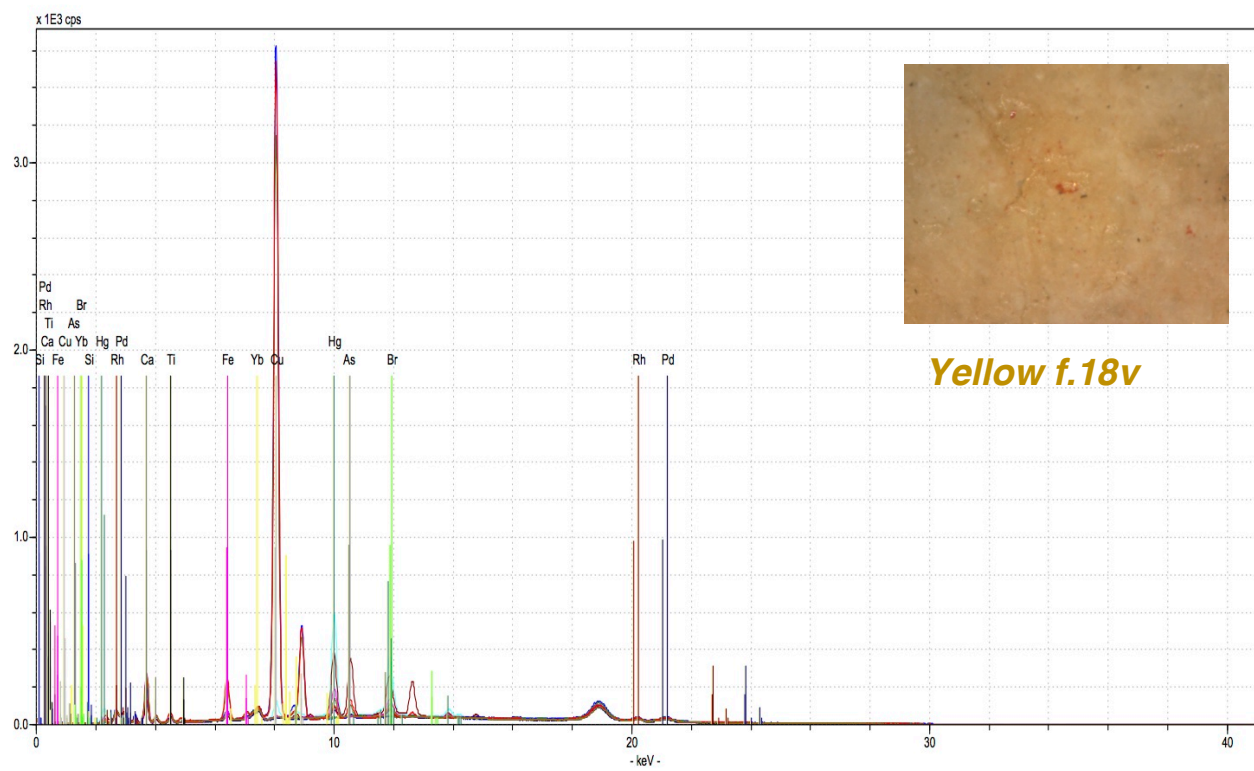 x 1E3 cps
3.0
2.0
1.0
0.0
Pd
Rh Br
Ti As
Ca Cu Yb Hg Pd Hg
Si Fe Si Rh Ca Ti Fe Yb Cu As Br Rh Pd
0 10 20 30 40
- keV -
Yellow f.18v